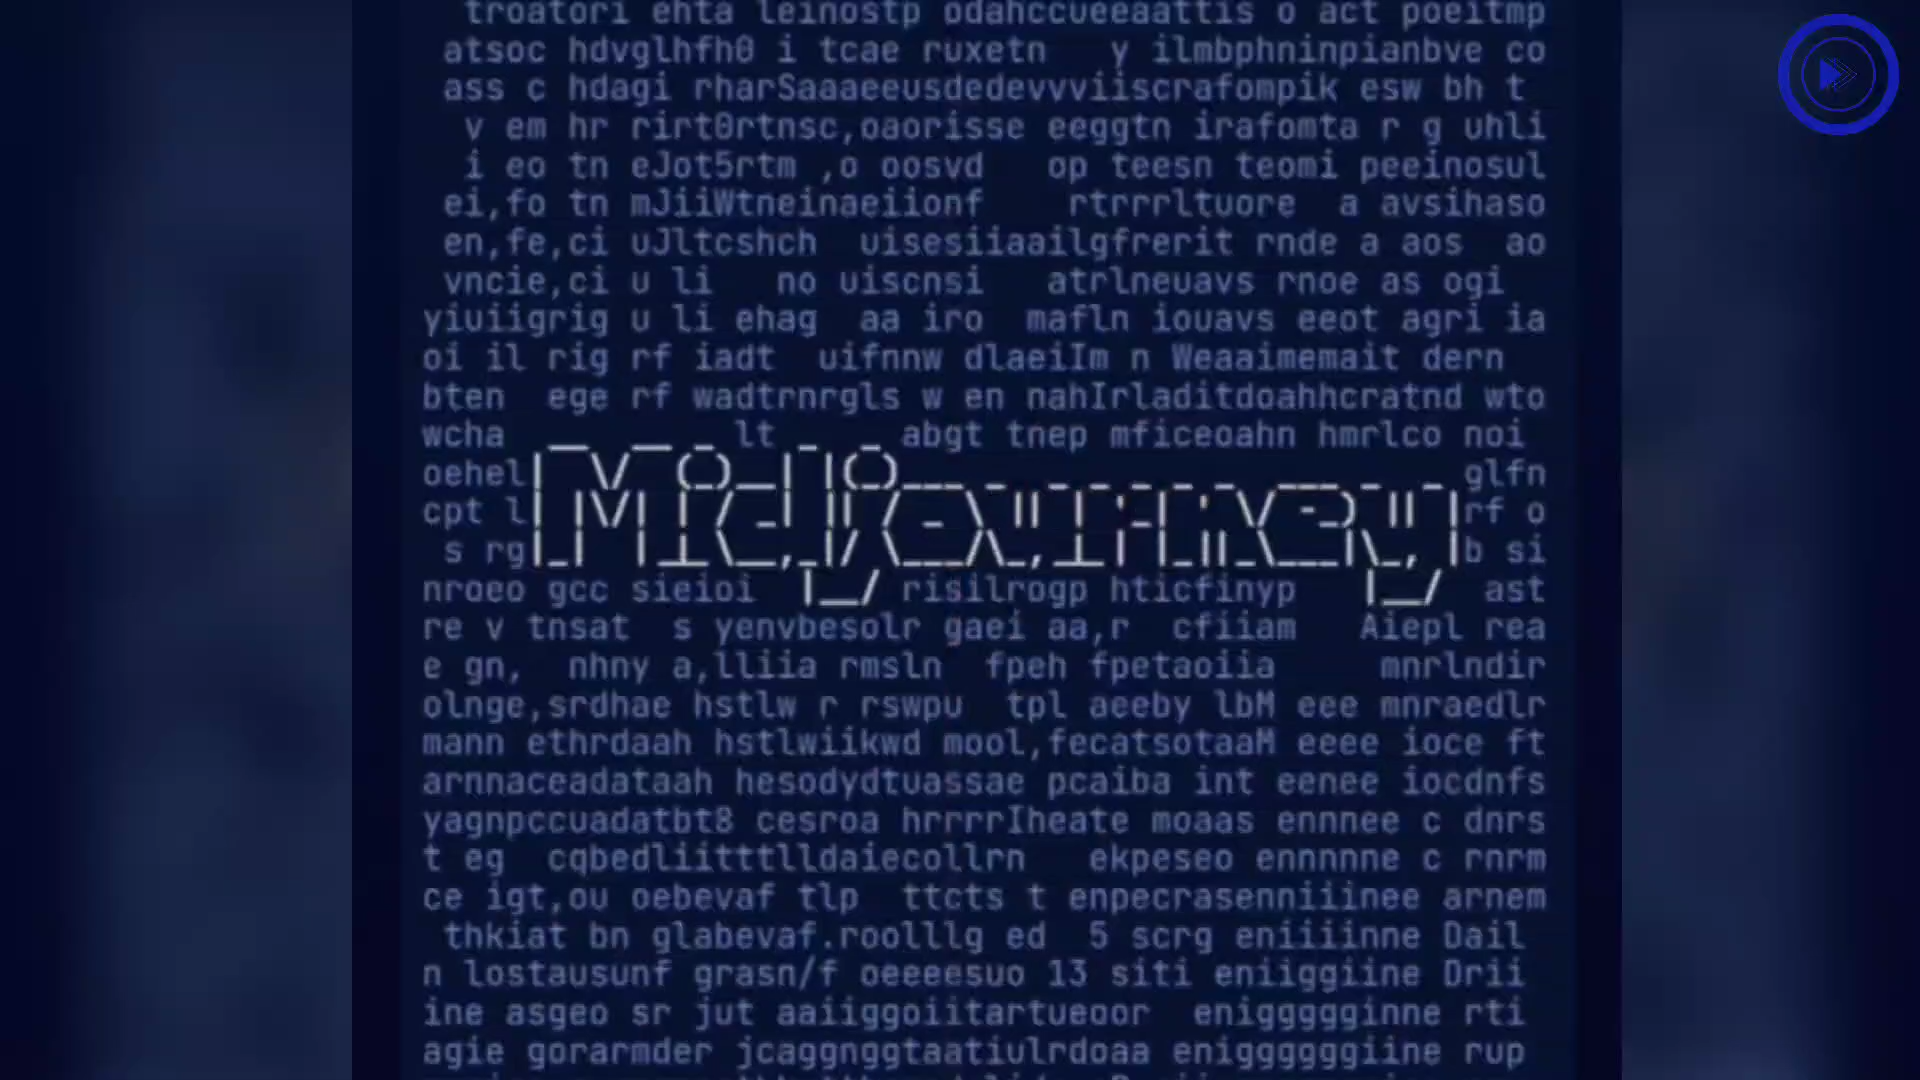 troatori ehta leinostp odahccueeaattis o act poeitmp
atsoc hdvglhfh0 i tcae ruxetn y ilmbphninpianbve co
ass c hdagi rharSaaaeeusdedevvviiscrafompik esw bh t
v em hr rirt0rtnsc,oaorisse eeggtn irafomta r g uhli
i eo tn eJot5rtm ,o oosvd op teesn teomi peeinosul
ei,fo tn mJiiWtneinaeiionf rtrrrltuore a avsihaso
en,fe,ci uJltcshch uisesiiaailgfrerit rnde a aos ao
vncie,ci u li no uiscnsi atrlneuavs rnoe as ogi
yiuiigrig u li ehag aa iro mafln iouavs eeot agri ia
oi il rig rf iadt uifnnw dlaeiIm n Weaaimemait dern
bten ege rf wadtrnrgls w en nahIrladitdoahhcratnd wto
wcha lt abgt tnep mficeoahn hmrlco noi
oehel glfn
Midjourney
cpt l rf o
s rg b si
nroeo gcc sieioi risilrogp hticfinyp ast
re v tnsat s yenvbesolr gaei aa,r cfiiam Aiepl rea
e gn, nhny a,lliia rmsln fpeh fpetaoiia mnrlndir
olnge,srdhae hstlw r rswpu tpl aeeby lbM eee mnraedlr
mann ethrdaah hstlwiikwd mool,fecatsotaaM eeee ioce ft
arnnaceadataah hesodydtuassae pcaiba int eenee iocdnfs
yagnpccuadatbt8 cesroa hrrrrIheate moaas ennnee c dnrs
t eg cqbedliitttlldaiecollrn ekpeseo ennnnne c rnrm
ce igt,ou oebevaf tlp ttcts t enpecrasenniiinee arnem
thkiat bn glabevaf.roolllg ed 5 scrg eniiiinne Dail
n lostausunf grasn/f oeeeesuo 13 siti eniiggiine Drii
ine asgeo sr jut aaiiggoiitartueoor eniggggginne rti
agie gorarmder jcaggnggtaatiulrdoaa eniggggggiine rup